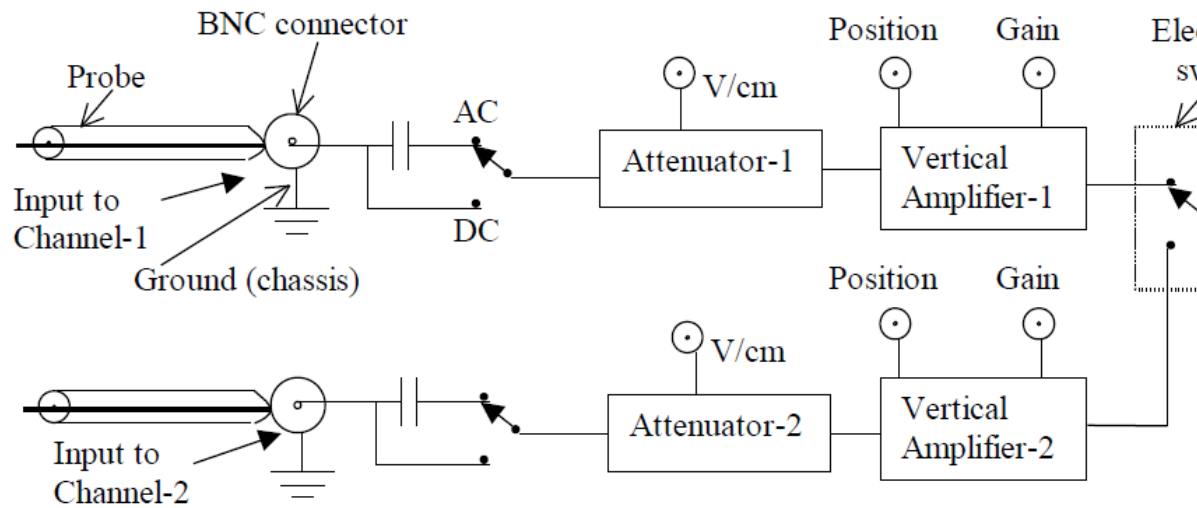 BNC connector
Probe
AC
DC
Input to
Channel-1
Ground (chassis)
V/cm
Attenuator-1
Position
Gain
Vertical
Amplifier-1
Position
Gain
V/cm
Attenuator-2
Vertical
Amplifier-2
Input to
Channel-2